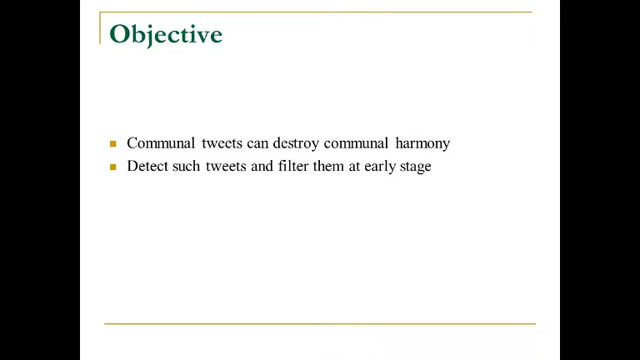 Objective
Communal tweets can destroy communal harmony
Detect such tweets and filter them at early stage